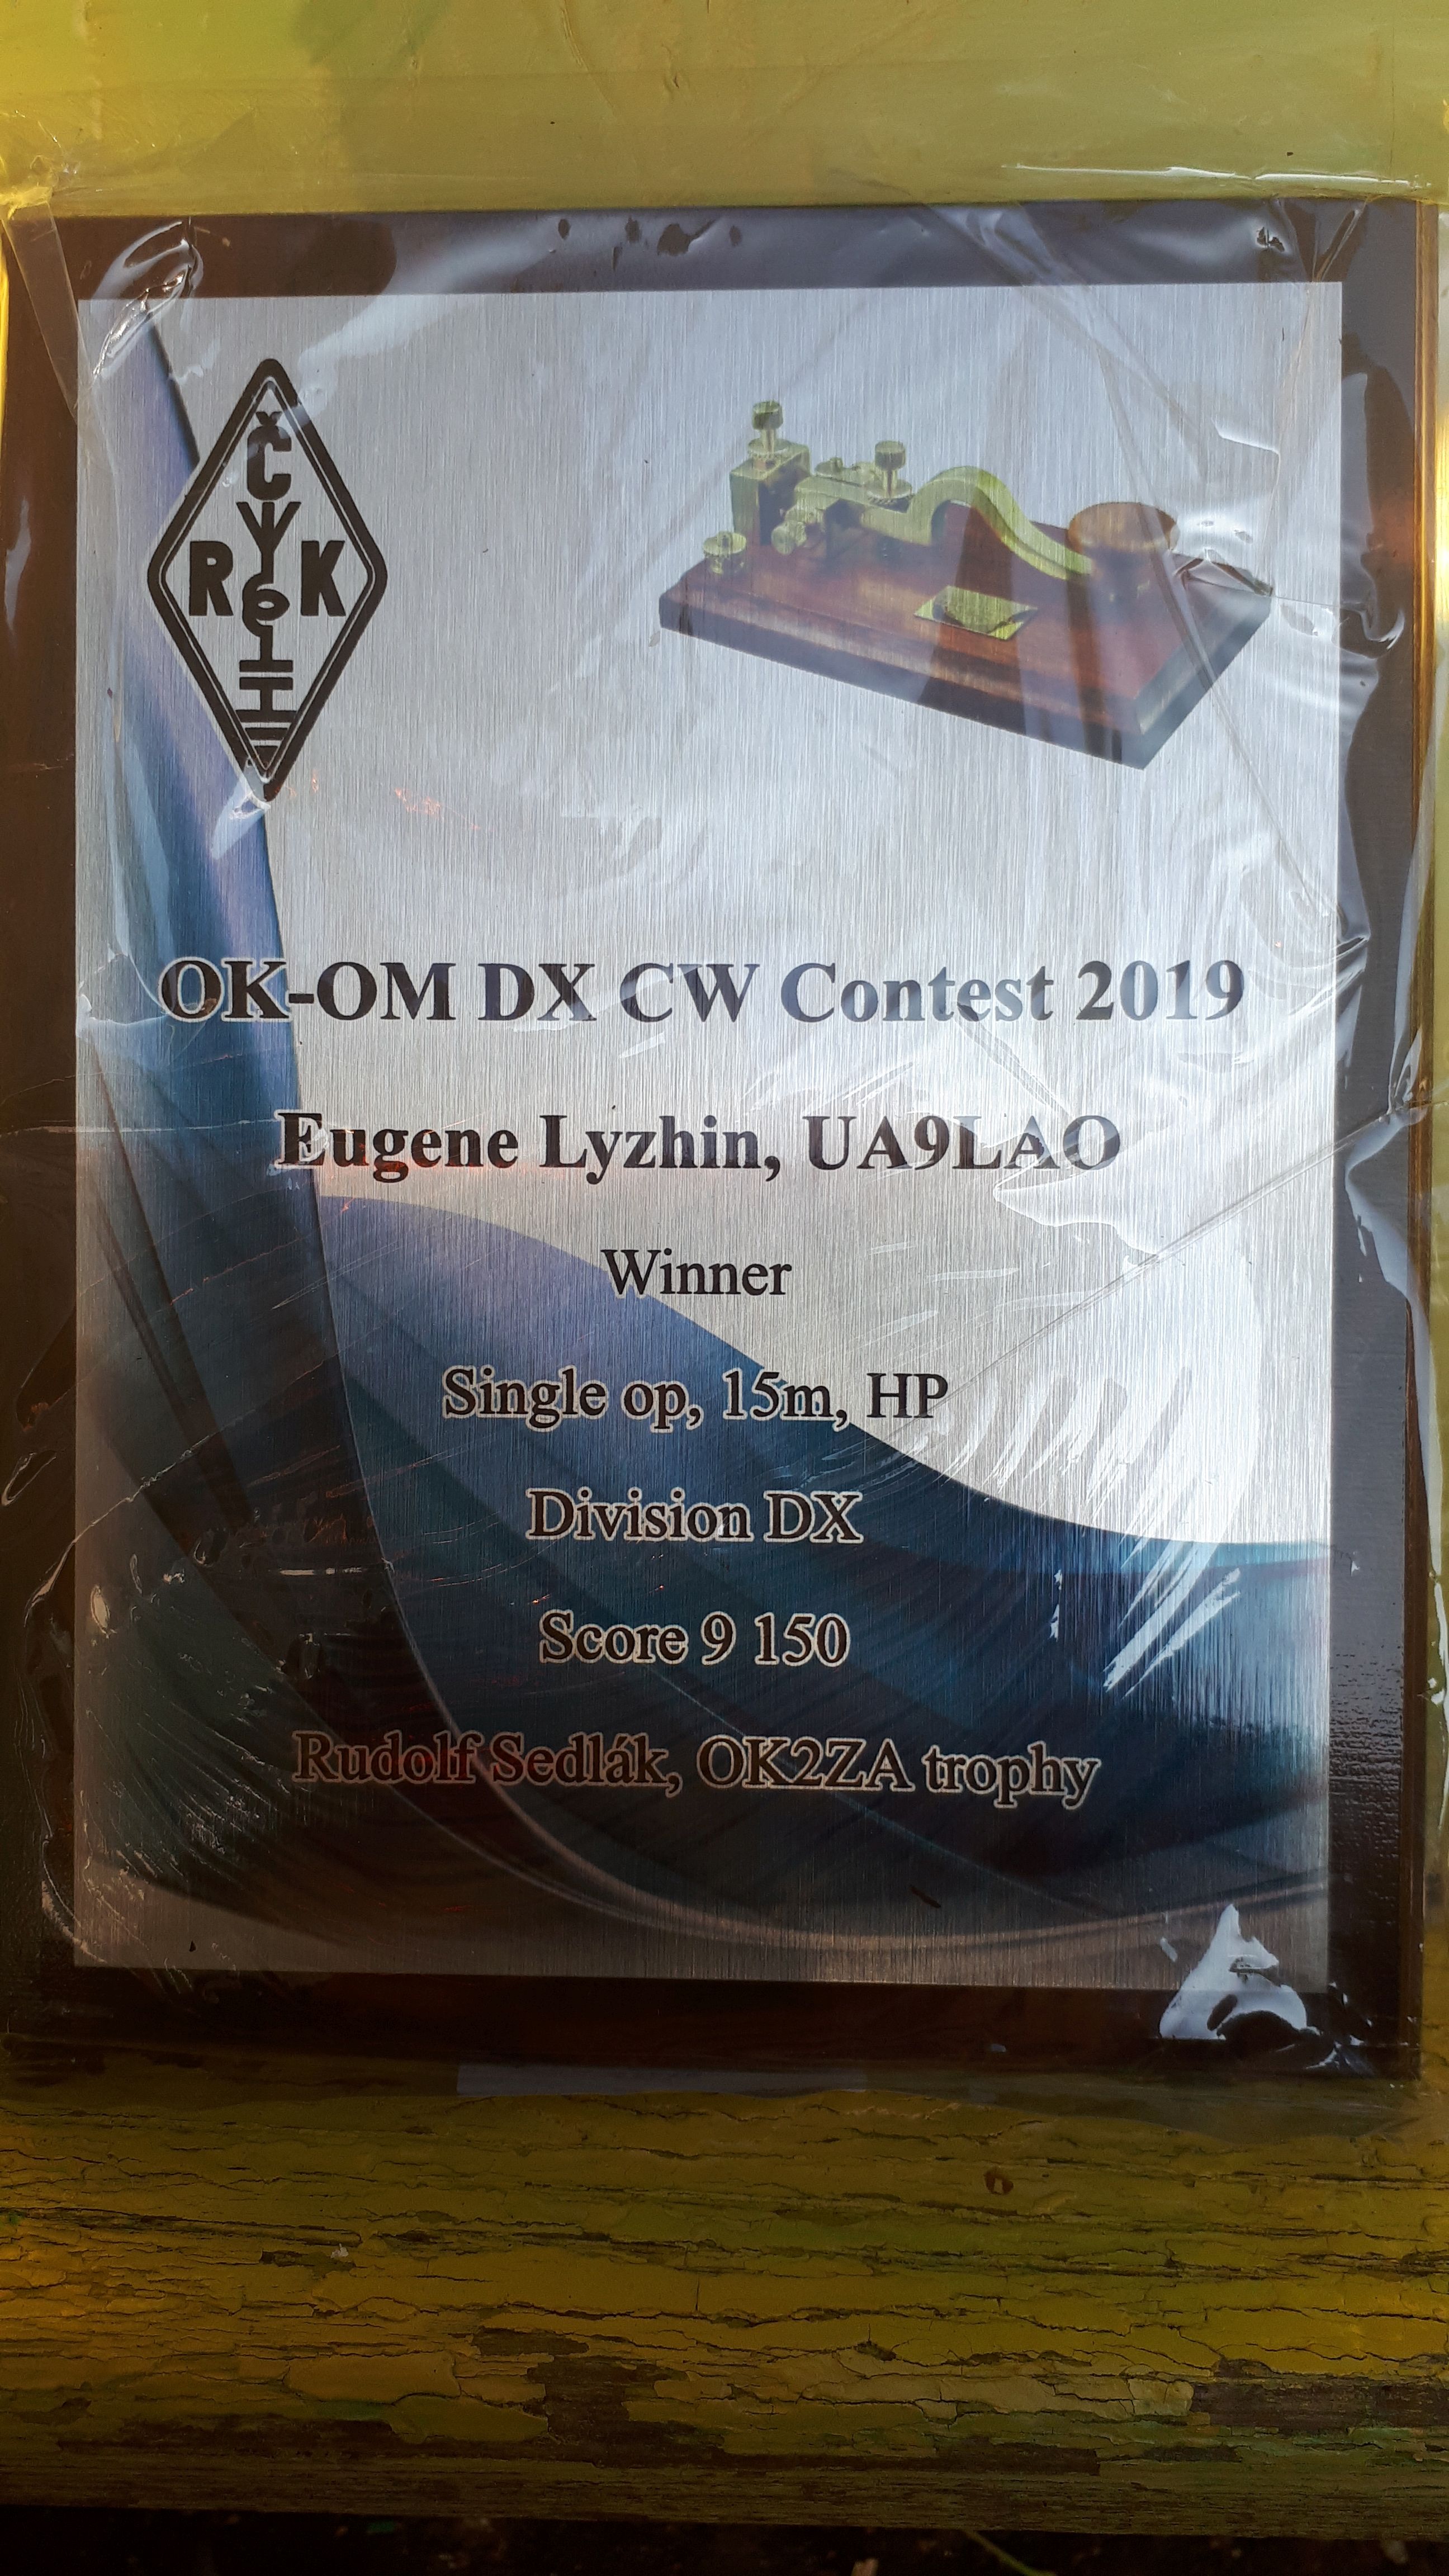 Č
R K
OK-OM DX CW Contest 2019
Eugene Lyzhin, UA9LAO
Winner
Single op, 15m, HP
Division DX
Score 9 150
Rudolf Sedlák, OK2ZA trophy